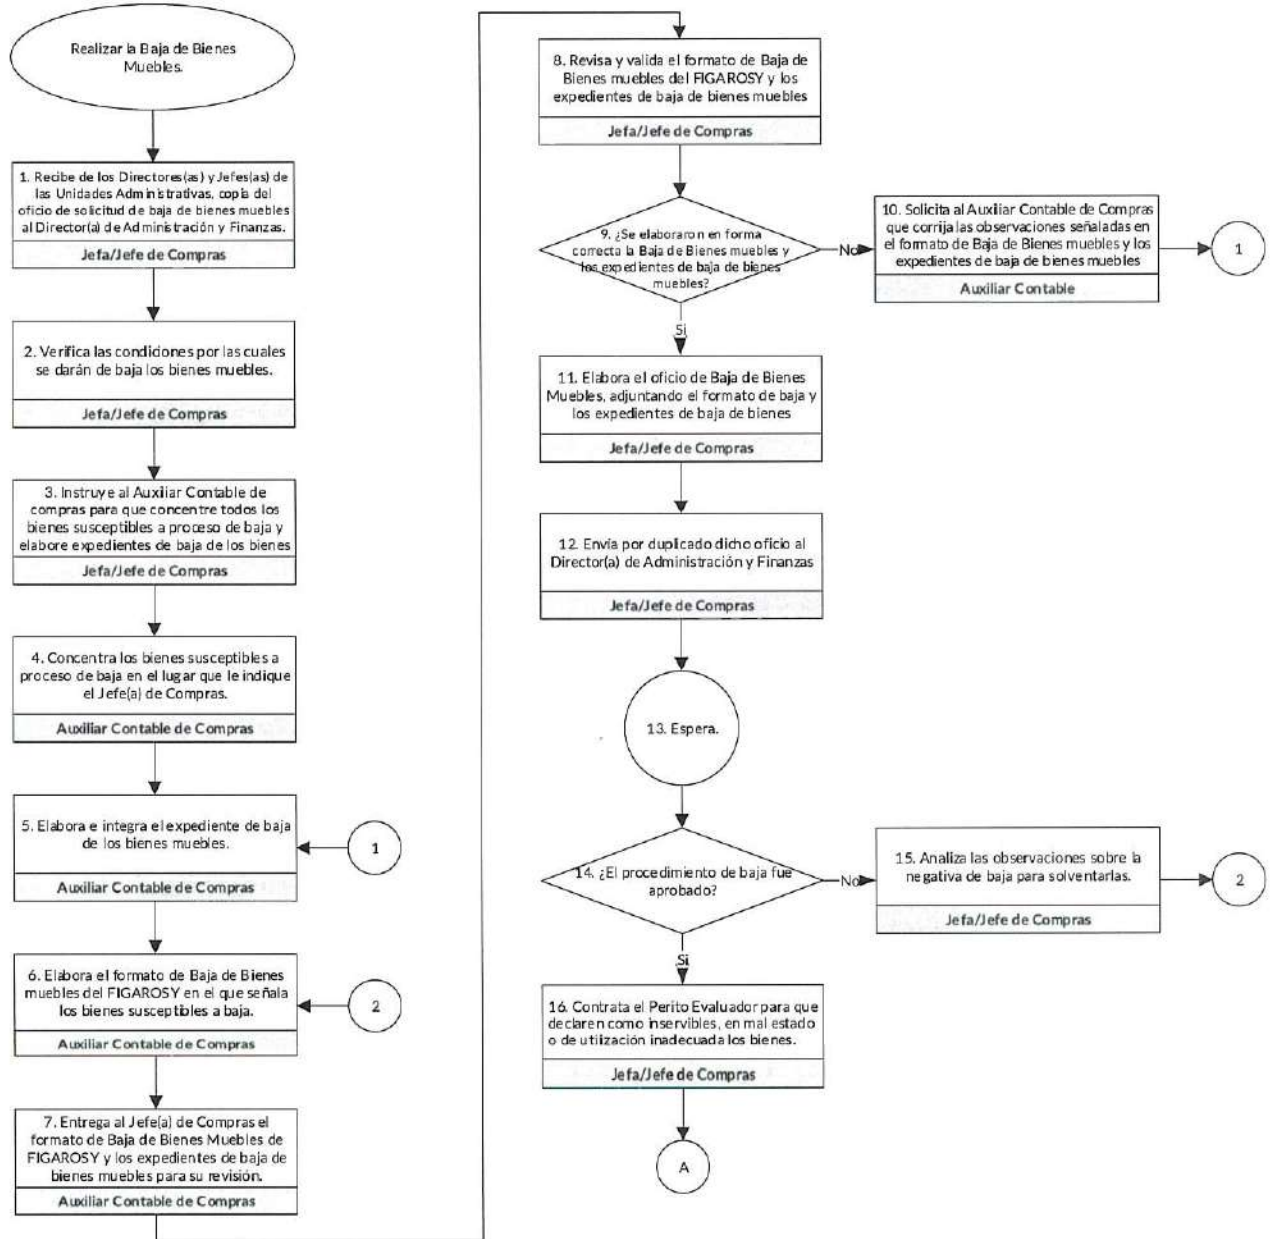 Realizar la Baja de Bienes
Muebles.
1. Recibe de los Directores(as) y Jefes(as) de
las Unidades Administrativas, copia del
oficio de solicitud de baja de bienes muebles
al Director(a) de Administración y Finanzas.
Jefa/Jefe de Compras
2. Verifica las condiciones por las cuales
se darán de baja los bienes muebles.
Jefa/Jefe de Compras
3. Instruye al Auxiliar Contable de
compras para que concentre todos los
bienes susceptibles a proceso de baja y
elabore expedientes de baja de los bienes
Jefa/Jefe de Compras
4. Concentra los bienes susceptibles a
proceso de baja en el lugar que le indique
el Jefe(a) de Compras.
Auxiliar Contable de Compras
5. Elabora e integra el expediente de baja
de los bienes muebles.
Auxiliar Contable de Compras
1
6. Elabora el formato de Baja de Bienes
muebles del FIGAROSY en el que señala
los bienes susceptibles a baja.
Auxiliar Contable de Compras
2
7. Entrega al Jefe(a) de Compras el
formato de Baja de Bienes Muebles de
FIGAROSY y los expedientes de baja de
bienes muebles para su revisión.
Auxiliar Contable de Compras
8. Revisa y valida el formato de Baja de
Bienes muebles del FIGAROSY y los
expedientes de baja de bienes muebles
Jefa/Jefe de Compras
9. ¿Se elaboraron en forma
correcta la Baja de Bienes muebles y
los expedientes de baja de bienes
muebles?
No
10. Solicita al Auxiliar Contable de Compras
que corrija las observaciones señaladas en
el formato de Baja de Bienes muebles y los
expedientes de baja de bienes muebles
Auxiliar Contable
1
Si
11. Elabora el oficio de Baja de Bienes
Muebles, adjuntando el formato de baja y
los expedientes de baja de bienes
Jefa/Jefe de Compras
12. Envía por duplicado dicho oficio al
Director(a) de Administración y Finanzas
Jefa/Jefe de Compras
13. Espera.
14. ¿El procedimiento de baja fue
aprobado?
No
15. Analiza las observaciones sobre la
negativa de baja para solventarlas.
Jefa/Jefe de Compras
2
Si
16. Contrata el Perito Evaluador para que
declaren como inservibles, en mal estado
o de utilización inadecuada los bienes.
Jefa/Jefe de Compras
A